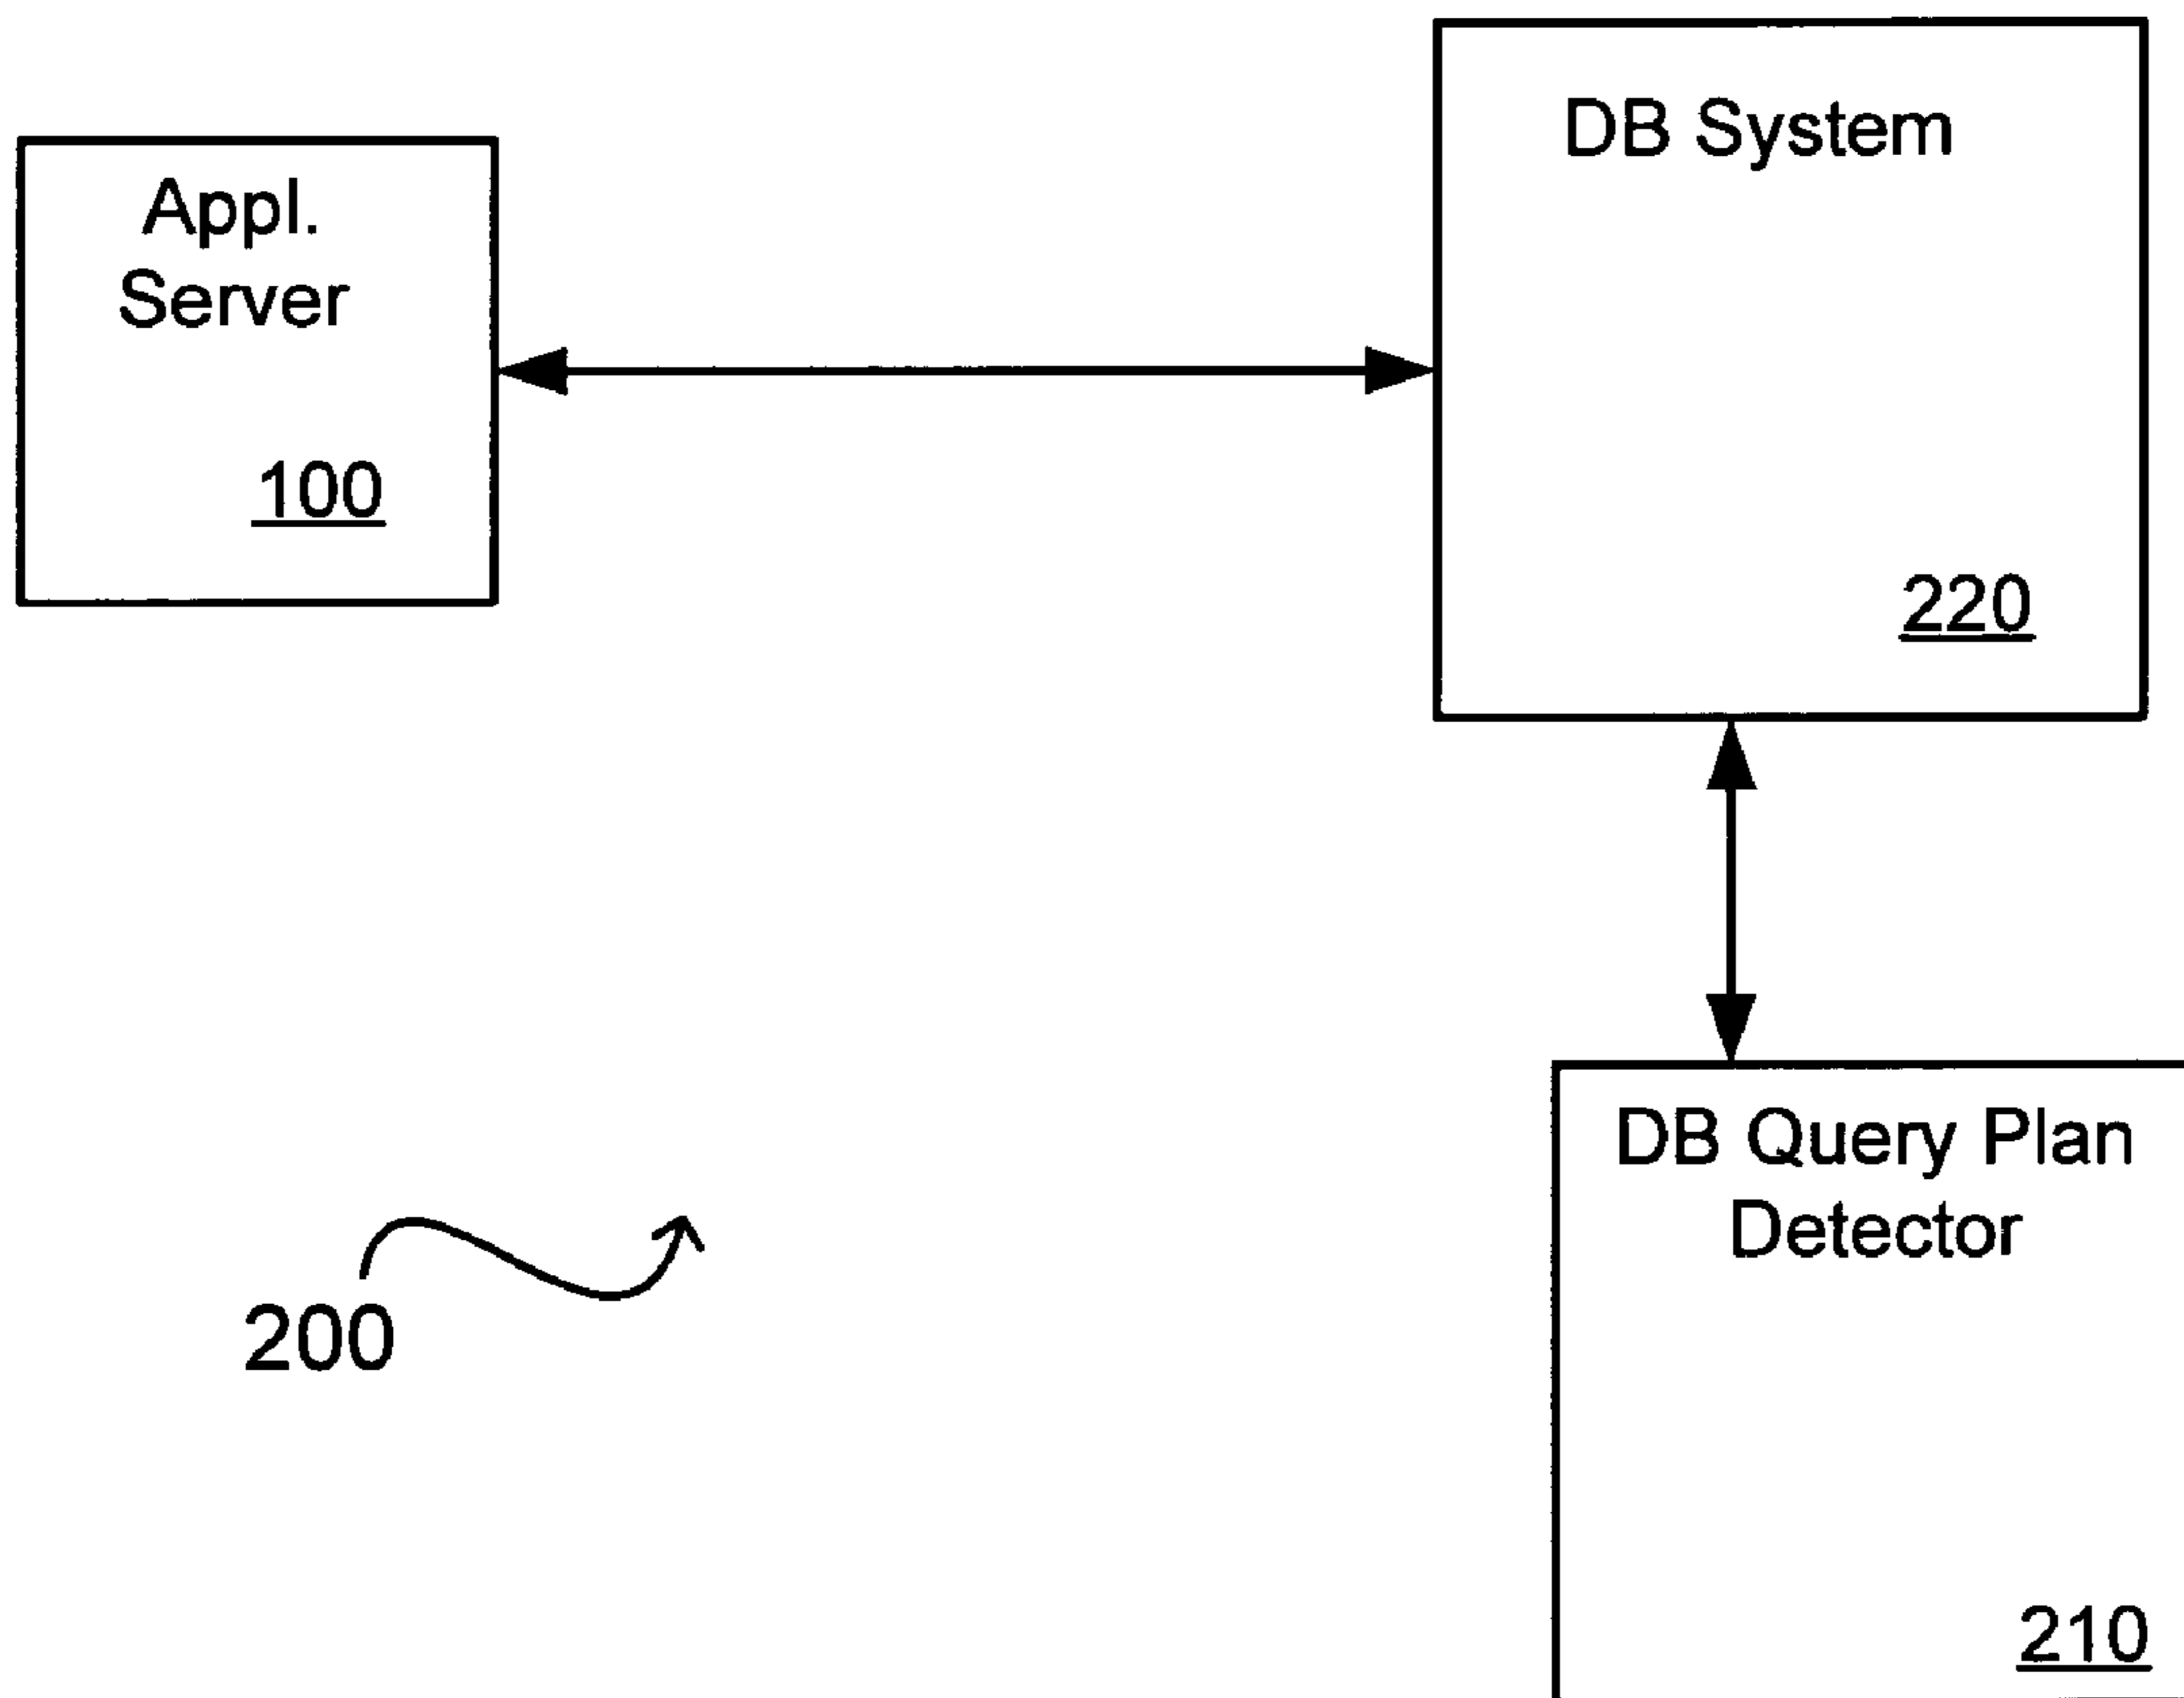 DB System
Appl.
Server
100
220
DB Query Plan
Detector
200
210